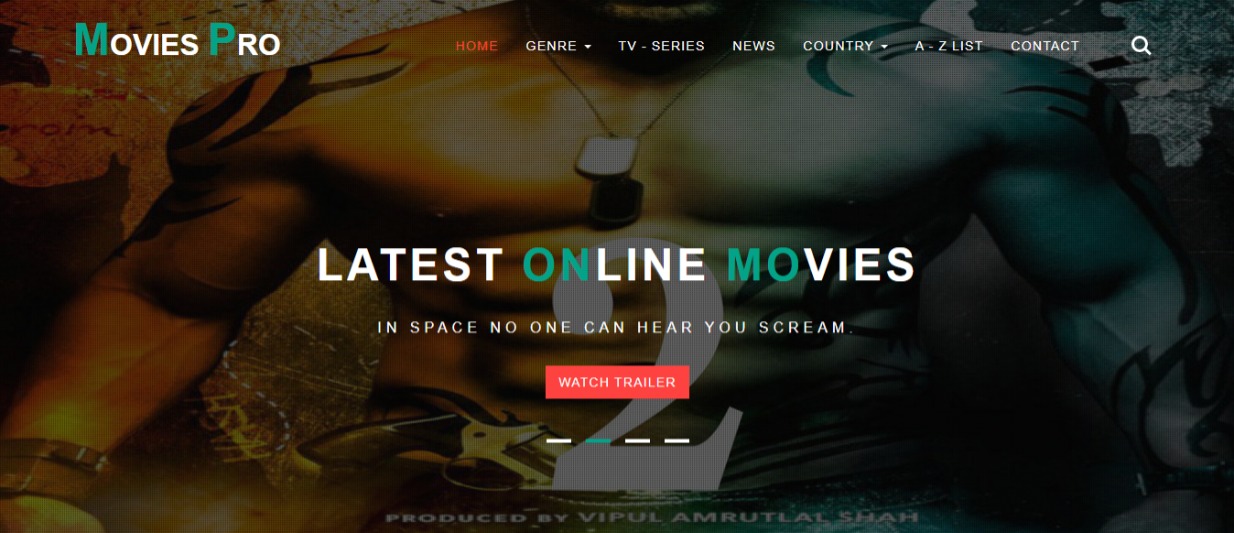 MOVIES PRO
HOME GENRE TV - SERIES NEWS COUNTRY A - Z LIST CONTACT
roin
LATEST ONLINE MOVIES
2
IN SPACE NO ONE CAN HEAR YOU SCREAM.
WATCH TRAILER
PRODUCED BY VIPUL AMRUTLAL SHAH